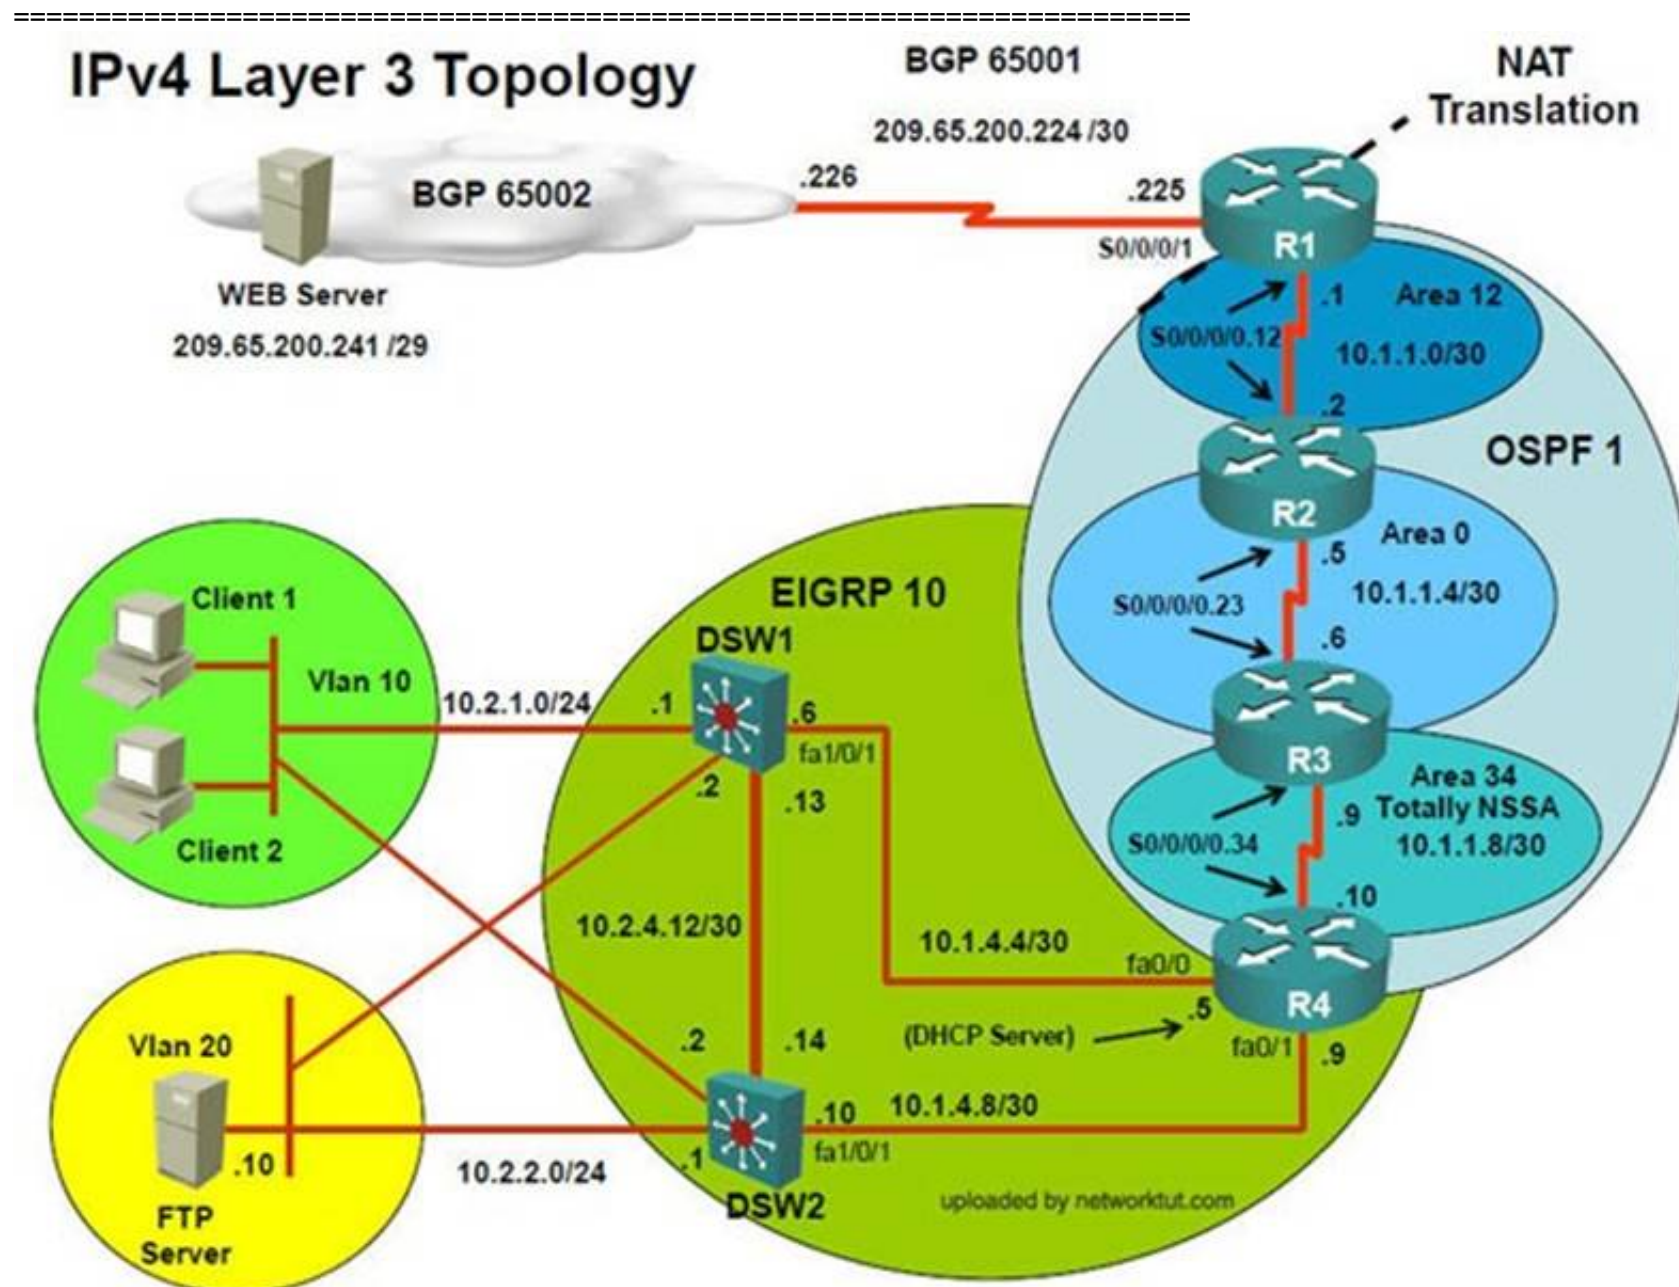 ===========================================================================
IPv4 Layer 3 Topology
BGP 65001
NAT
Translation
209.65.200.224 /30
BGP 65002
.226
.225
S0/0/0/1
R1
WEB Server
209.65.200.241 /29
.1
Area 12
S0/0/0/0.12
10.1.1.0/30
.2
OSPF 1
R2
Area 0
.5
10.1.1.4/30
S0/0/0/0.23
.6
R3
Area 34
Totally NSSA
.9
10.1.1.8/30
S0/0/0/0.34
.10
R4
EIGRP 10
DSW1
Client 1
Vlan 10
10.2.1.0/24
.1
.6
fa1/0/1
.2
.13
Client 2
10.2.4.12/30
10.1.4.4/30
fa0/0
.5
(DHCP Server)
fa0/1
.9
Vlan 20
.2
.14
.10
10.1.4.8/30
fa1/0/1
.10
10.2.2.0/24
.1
DSW2
FTP
Server
uploaded by networktut.com